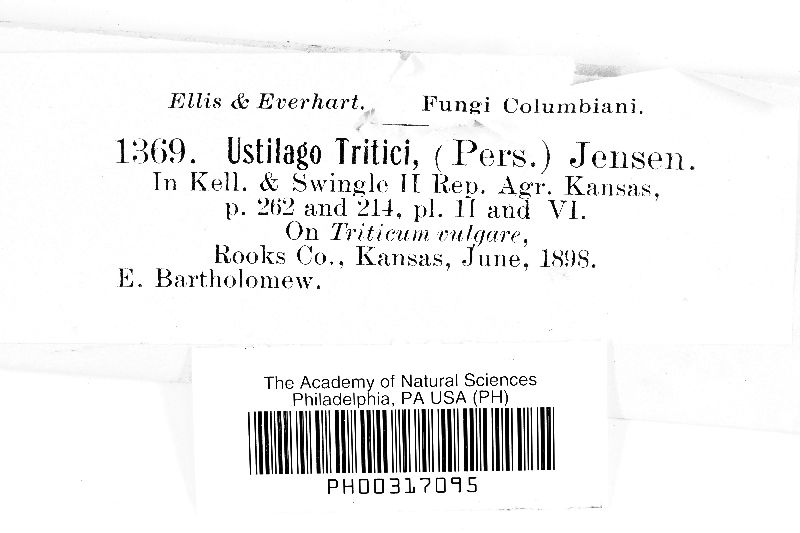 Ellis & Everhart. Fungi Columbiani.
1369. Ustilago Tritici, (Pers.) Jensen.
In Kell. & Swingle II Rep. Agr. Kansas,
p. 262 and 214, pl. II and VI.
On Triticum vulgare,
Rooks Co., Kansas, June, 1898.
E. Bartholomew.
The Academy of Natural Sciences
Philadelphia, PA USA (PH)
PH00317095